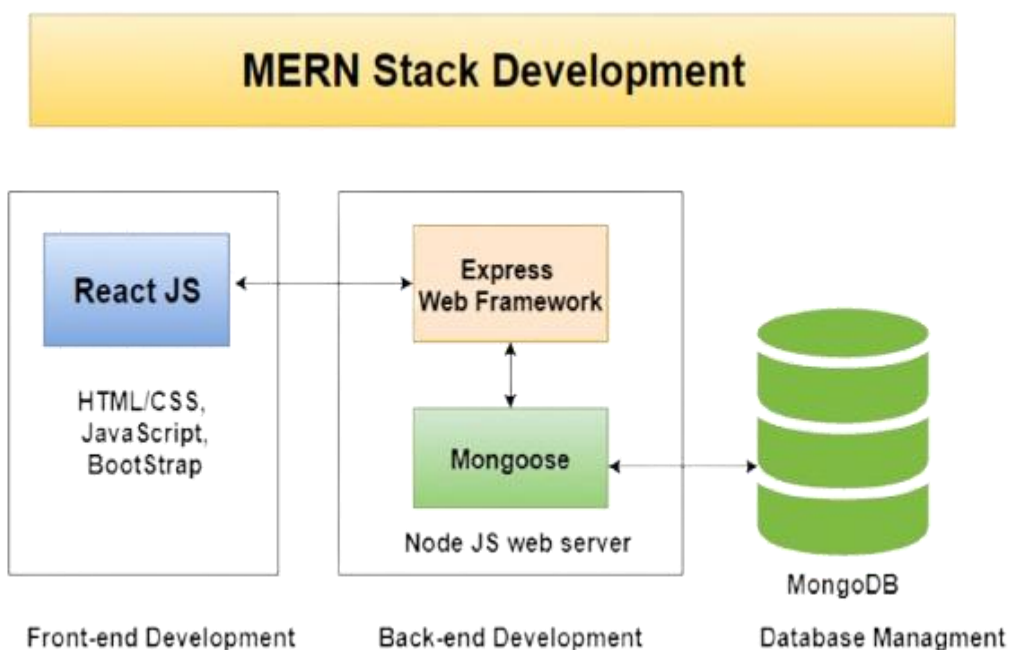 MERN Stack Development
React JS
HTML/CSS,
JavaScript,
BootStrap
Front-end Development
Express
Web Framework
Mongoose
Node JS web server
Back-end Development
MongoDB
Database Managment